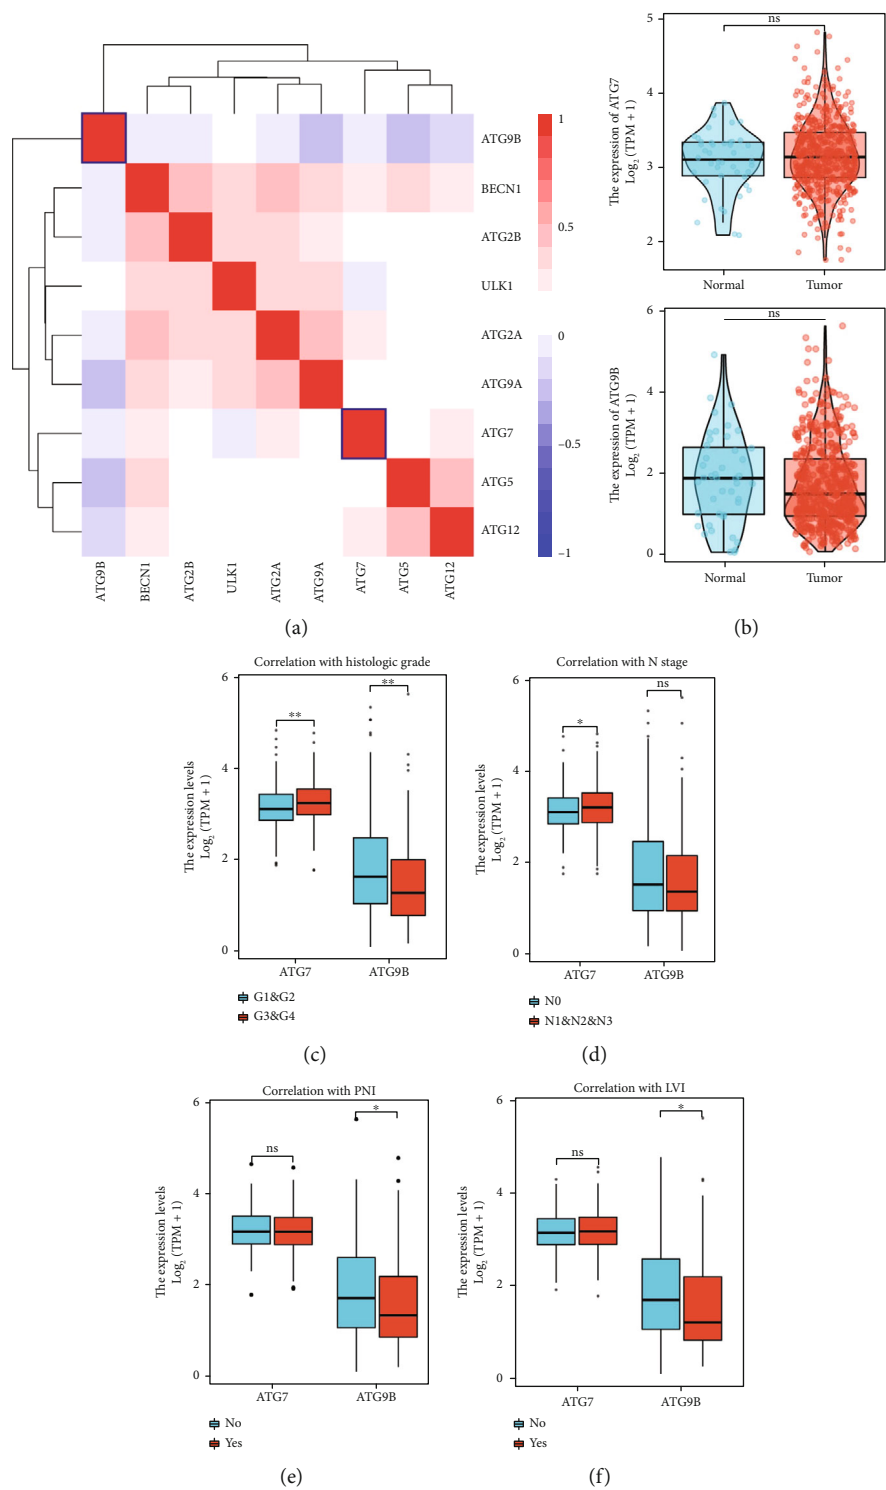 ATG9B
BECN1
ATG2B
ULK1
ATG2A
ATG9A
ATG7
ATG5
ATG12
ATG9B
BECN1
ATG2B
ULK1
ATG2A
ATG9A
ATG7
ATG5
ATG12
1
0.5
0
−0.5
−1
(a)
The expression of ATG7
Log2 (TPM + 1)
5
4
3
2
ns
Normal
Tumor
The expression of ATG9B
Log2 (TPM + 1)
6
4
2
0
ns
Normal
Tumor
(b)
Correlation with histologic grade
The expression levels
Log2 (TPM + 1)
6
4
2
0
**
**
ATG7
ATG9B
G1&G2
G3&G4
(c)
Correlation with N stage
The expression levels
Log2 (TPM + 1)
6
4
2
0
*
ns
ATG7
ATG9B
N0
N1&N2&N3
(d)
Correlation with PNI
The expression levels
Log2 (TPM + 1)
6
4
2
0
ns
*
ATG7
ATG9B
No
Yes
(e)
Correlation with LVI
The expression levels
Log2 (TPM + 1)
6
4
2
0
ns
*
ATG7
ATG9B
No
Yes
(f)